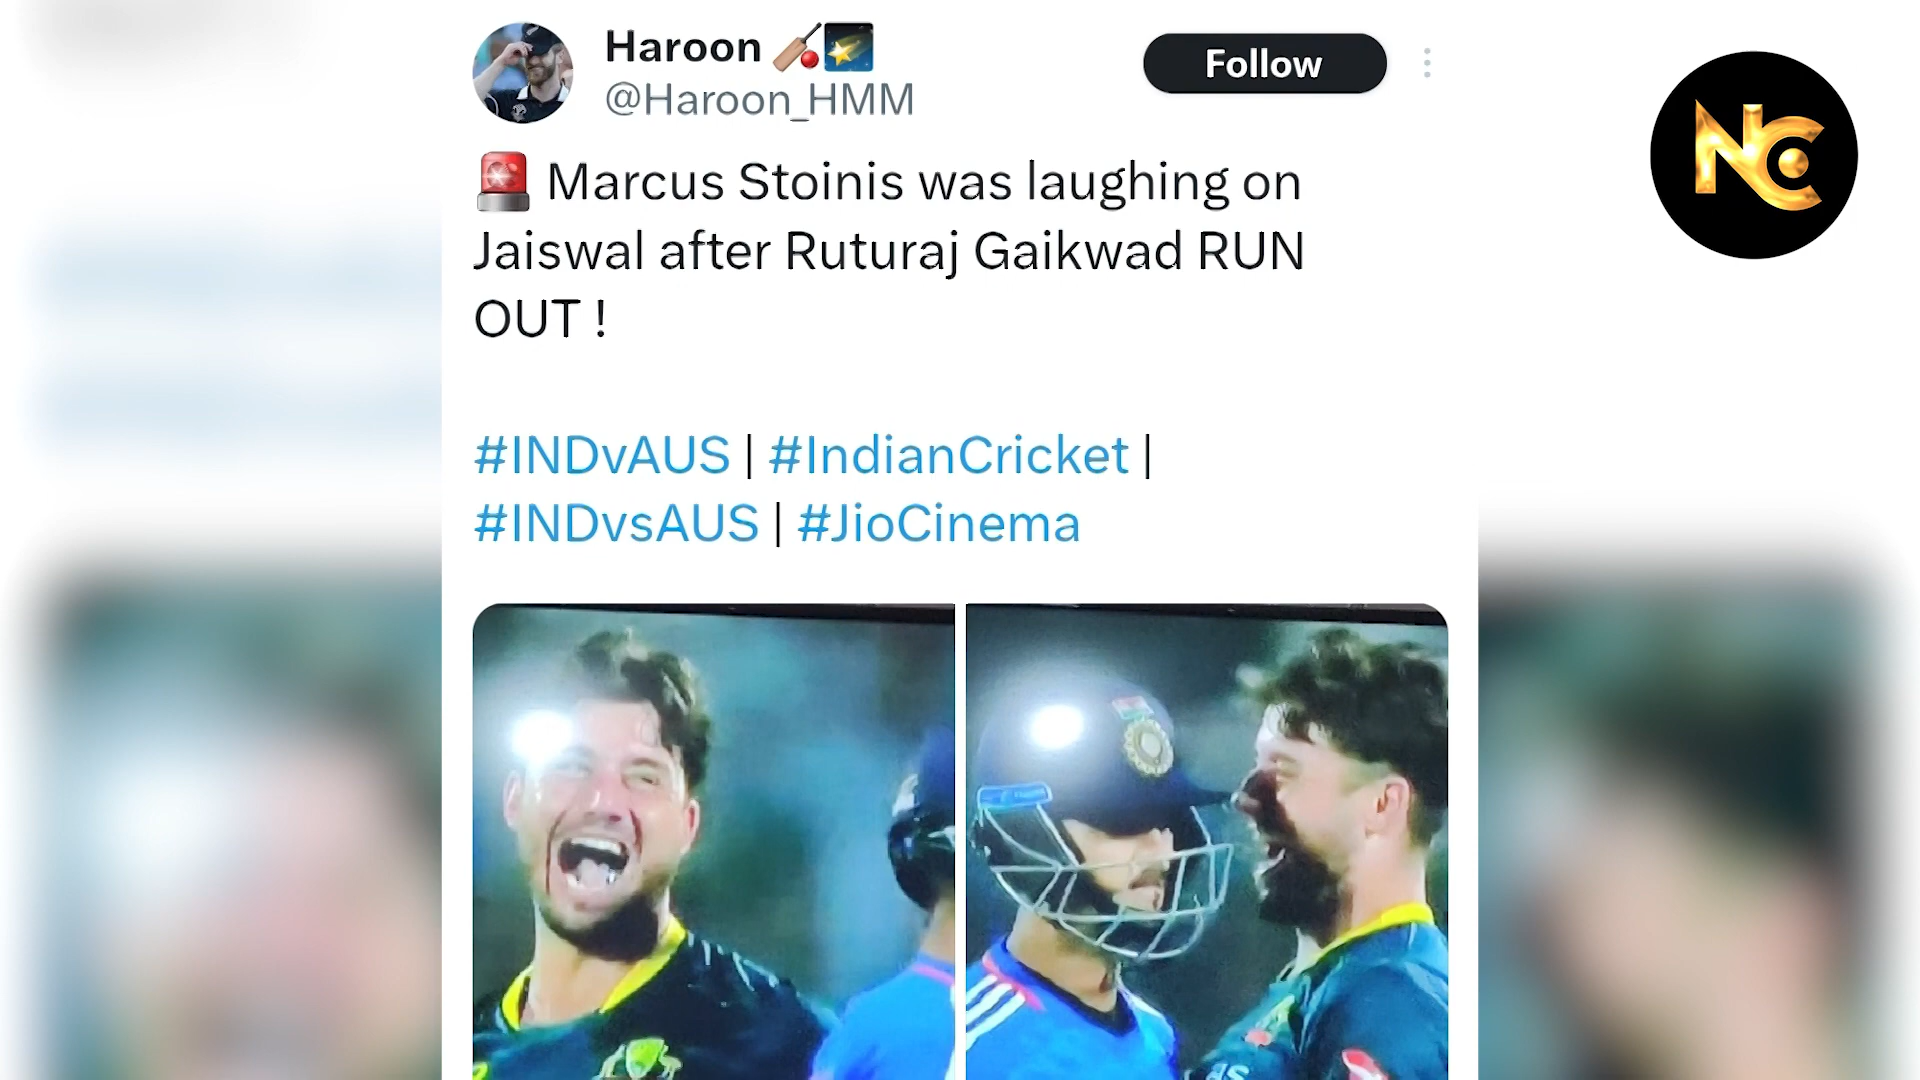 Haroon 🏏🌠
@Haroon_HMM
Follow
NC
🚨 Marcus Stoinis was laughing on
Jaiswal after Ruturaj Gaikwad RUN
OUT !
#INDvAUS | #IndianCricket |
#INDvsAUS | #JioCinema